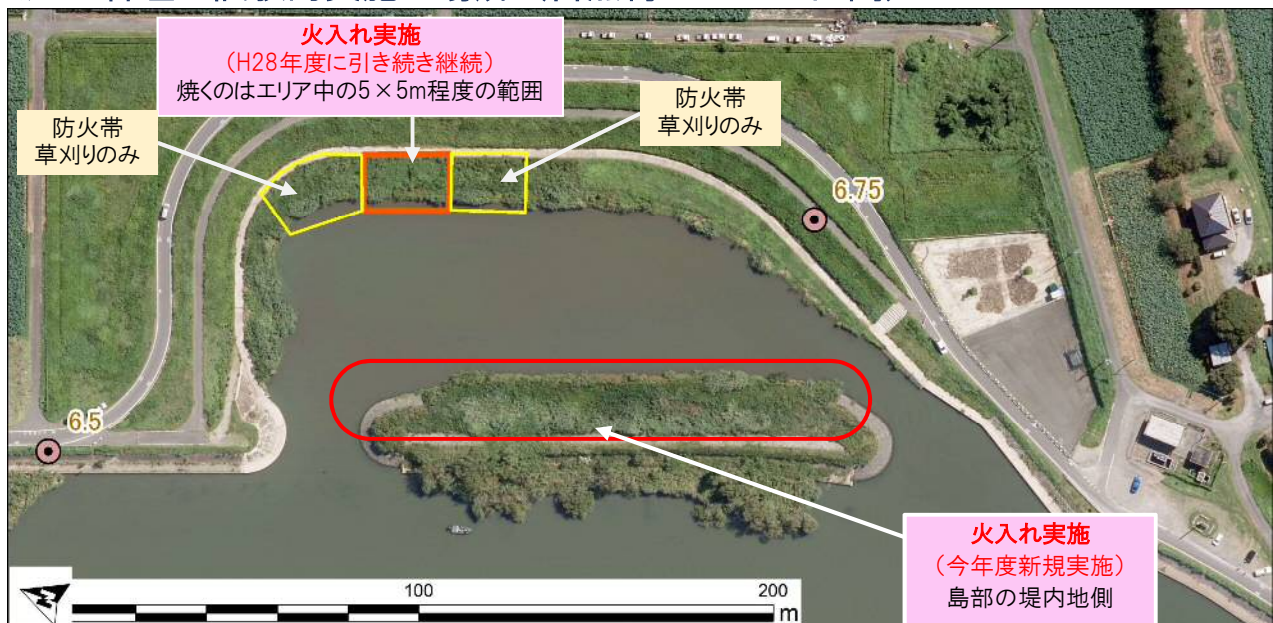 火入れ実施
（H28年度に引き続き継続）
焼くのはエリア中の5×5m程度の範囲
防火帯
草刈りのみ
防火帯
草刈りのみ
6.75
6.5
火入れ実施
（今年度新規実施）
島部の堤内地側
100
200
m